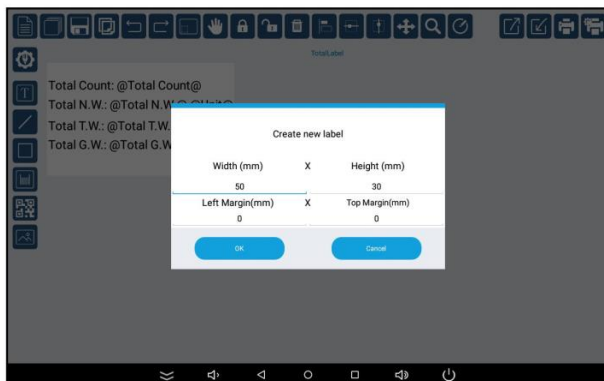 TotalLabel
Total Count: @Total Count@
Total N.W.: @Total N.W.@ @Unit@
Total T.W.: @Total T.W.
Total G.W.: @Total G.W
Create new label
Width (mm) X Height (mm)
50 30
Left Margin(mm) X Top Margin(mm)
0 0
OK Cancel
T